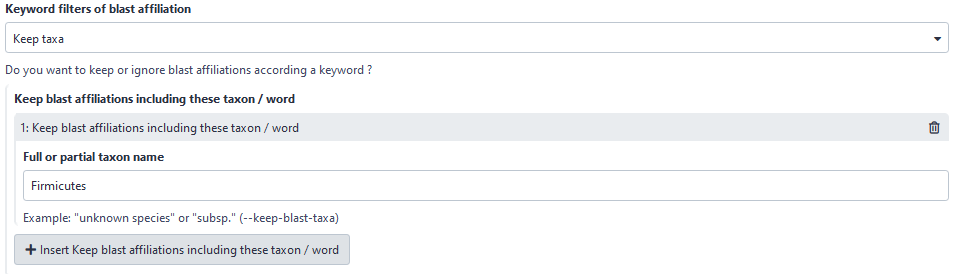 Keyword filters of blast affiliation
Keep taxa
Do you want to keep or ignore blast affiliations according a keyword ?
Keep blast affiliations including these taxon / word
1: Keep blast affiliations including these taxon / word
Full or partial taxon name
Firmicutes
Example: "unknown species" or "subsp." (--keep-blast-taxa)
Insert Keep blast affiliations including these taxon / word